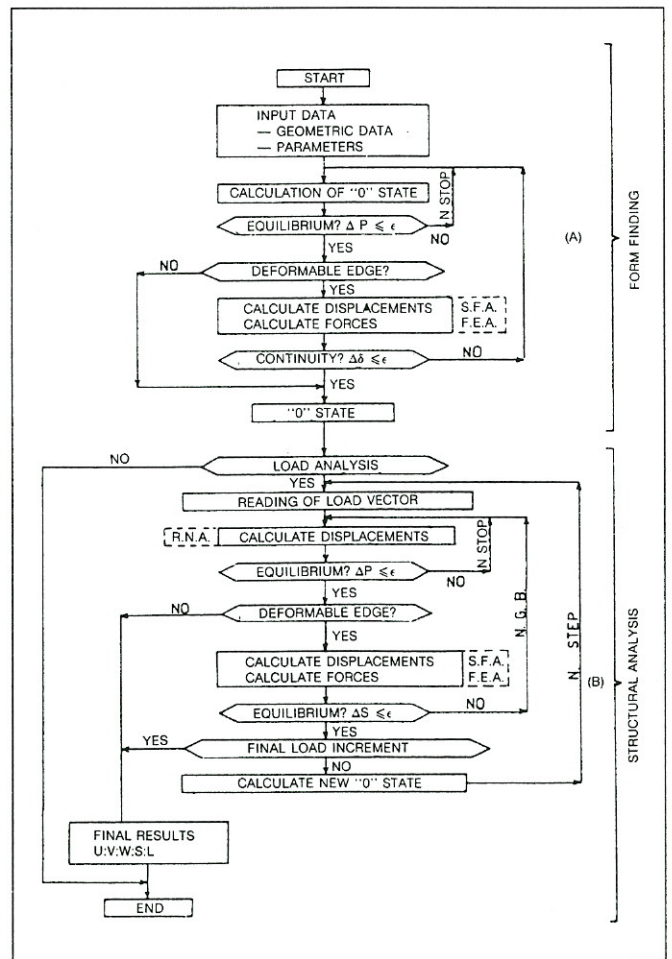 START
INPUT DATA
— GEOMETRIC DATA
— PARAMETERS
CALCULATION OF "0" STATE
N STOP
EQUILIBRIUM? Δ P ⩽ ϵ
NO
YES
(A)
FORM FINDING
NO
DEFORMABLE EDGE?
YES
CALCULATE DISPLACEMENTS
CALCULATE FORCES
S.F.A.
F.E.A.
CONTINUITY? Δδ ⩽ ϵ
NO
YES
"0" STATE
NO
LOAD ANALYSIS
YES
READING OF LOAD VECTOR
R.N.A.
CALCULATE DISPLACEMENTS
N STOP
EQUILIBRIUM? ΔP ⩽ ϵ
NO
YES
N. G. B.
N. STEP
NO
DEFORMABLE EDGE?
YES
CALCULATE DISPLACEMENTS
CALCULATE FORCES
S.F.A.
F.E.A.
(B)
STRUCTURAL ANALYSIS
EQUILIBRIUM? ΔS ⩽ ϵ
NO
YES
YES
FINAL LOAD INCREMENT
NO
CALCULATE NEW "0" STATE
FINAL RESULTS
U:V:W:S:L
END